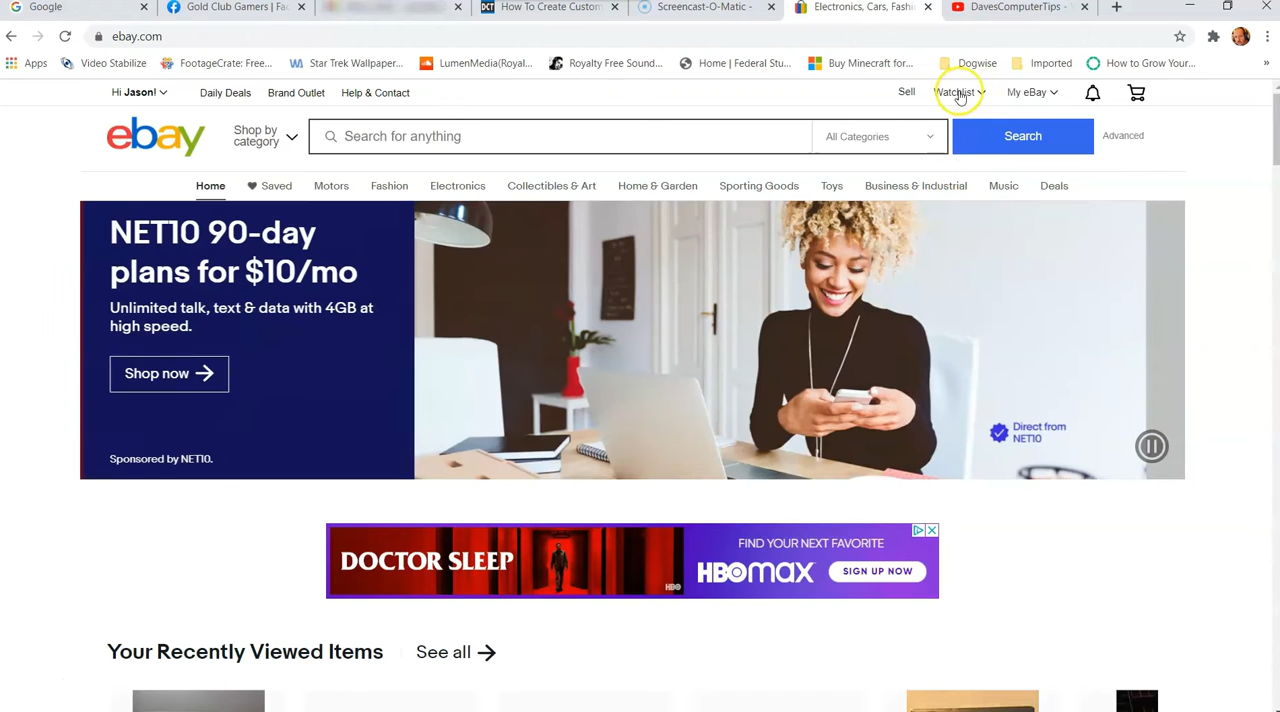 Google
Gold Club Gamers | Fac
How To Create Custom
Screencast-O-Matic -
Electronics, Cars, Fashi
DavesComputerTips -
ebay.com
Apps
Video Stabilize
FootageCrate: Free...
Star Trek Wallpaper...
LumenMedia(Royal...
Royalty Free Sound...
Home | Federal Stu...
Buy Minecraft for...
Dogwise
Imported
How to Grow Your...
»
Hi Jason!
Daily Deals
Brand Outlet
Help & Contact
Sell
Watchlist
My eBay
ebay
Shop by
category
Search for anything
All Categories
Search
Advanced
Home
Saved
Motors
Fashion
Electronics
Collectibles & Art
Home & Garden
Sporting Goods
Toys
Business & Industrial
Music
Deals
NET10 90-day
plans for $10/mo
Unlimited talk, text & data with 4GB at
high speed.
Shop now
Sponsored by NET10.
Direct from
NET10
DOCTOR SLEEP
HBO
FIND YOUR NEXT FAVORITE
HBOmax
SIGN UP NOW
Your Recently Viewed Items
See all